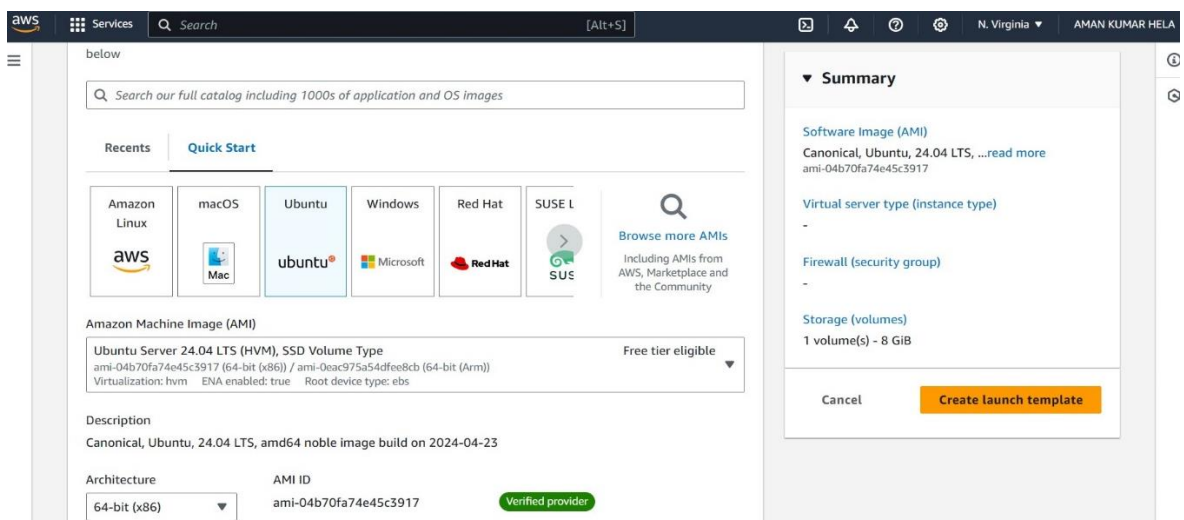 aws
Services
Search
[Alt+S]
N. Virginia
AMAN KUMAR HELA
below
Search our full catalog including 1000s of application and OS images
Recents
Quick Start
Amazon
Linux
aws
macOS
Mac
Ubuntu
ubuntu
Windows
Microsoft
Red Hat
Red Hat
SUSE L
SUS
Browse more AMIs
Including AMIs from
AWS, Marketplace and
the Community
Amazon Machine Image (AMI)
Ubuntu Server 24.04 LTS (HVM), SSD Volume Type
Free tier eligible
ami-04b70fa74e45c3917 (64-bit (x86)) / ami-0eac975a54dfee8cb (64-bit (Arm))
Virtualization: hvm ENA enabled: true Root device type: ebs
Description
Canonical, Ubuntu, 24.04 LTS, amd64 noble image build on 2024-04-23
Architecture
AMI ID
64-bit (x86)
ami-04b70fa74e45c3917
Verified provider
Summary
Software Image (AMI)
Canonical, Ubuntu, 24.04 LTS, ...read more
ami-04b70fa74e45c3917
Virtual server type (instance type)
-
Firewall (security group)
-
Storage (volumes)
1 volume(s) - 8 GiB
Cancel
Create launch template